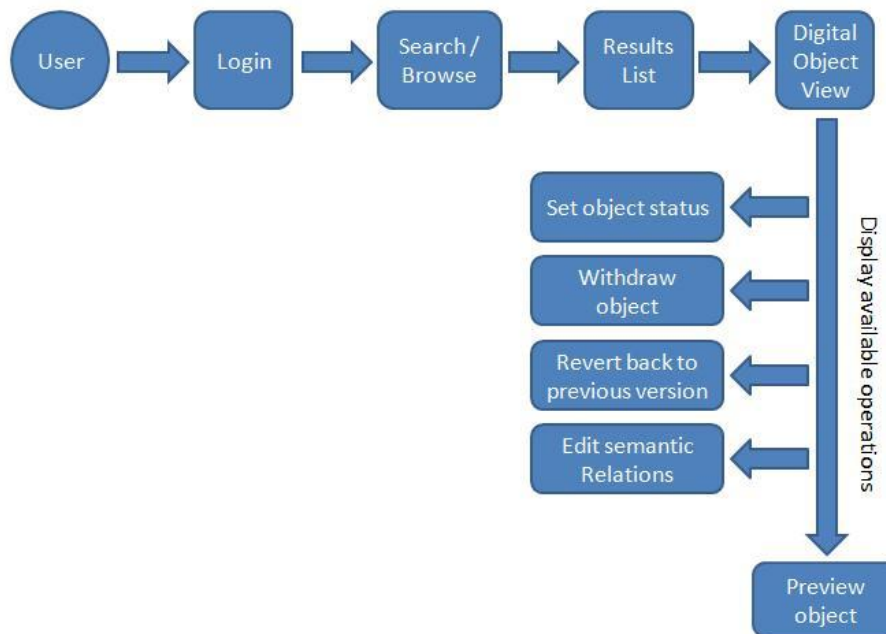 User
Login
Search /
Browse
Results
List
Digital
Object
View
Set object status
Withdraw
object
Revert back to
previous version
Edit semantic
Relations
Display available operations
Preview
object